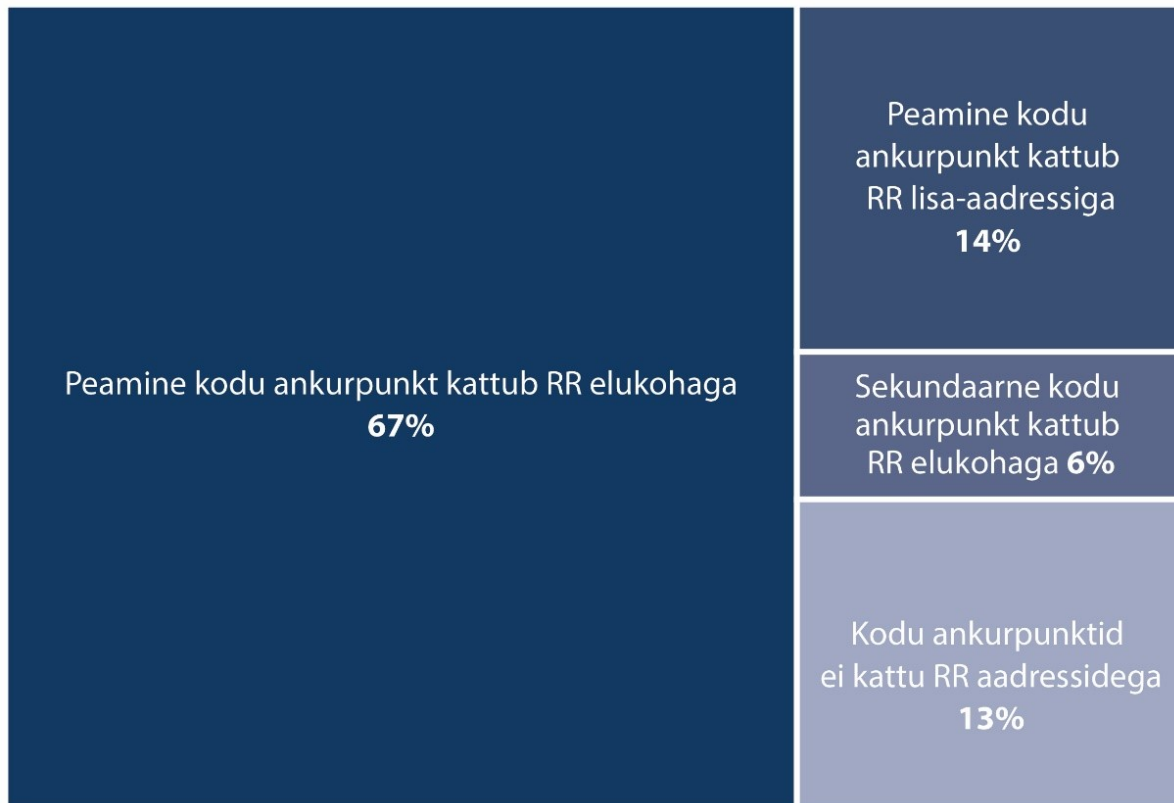 Peamine kodu ankurpunkt kattub RR elukohaga
67%
Peamine kodu
ankurpunkt kattub
RR lisa-aadressiga
14%
Sekundaarne kodu
ankurpunkt kattub
RR elukohaga 6%
Kodu ankurpunktid
ei kattu RR aadressidega
13%